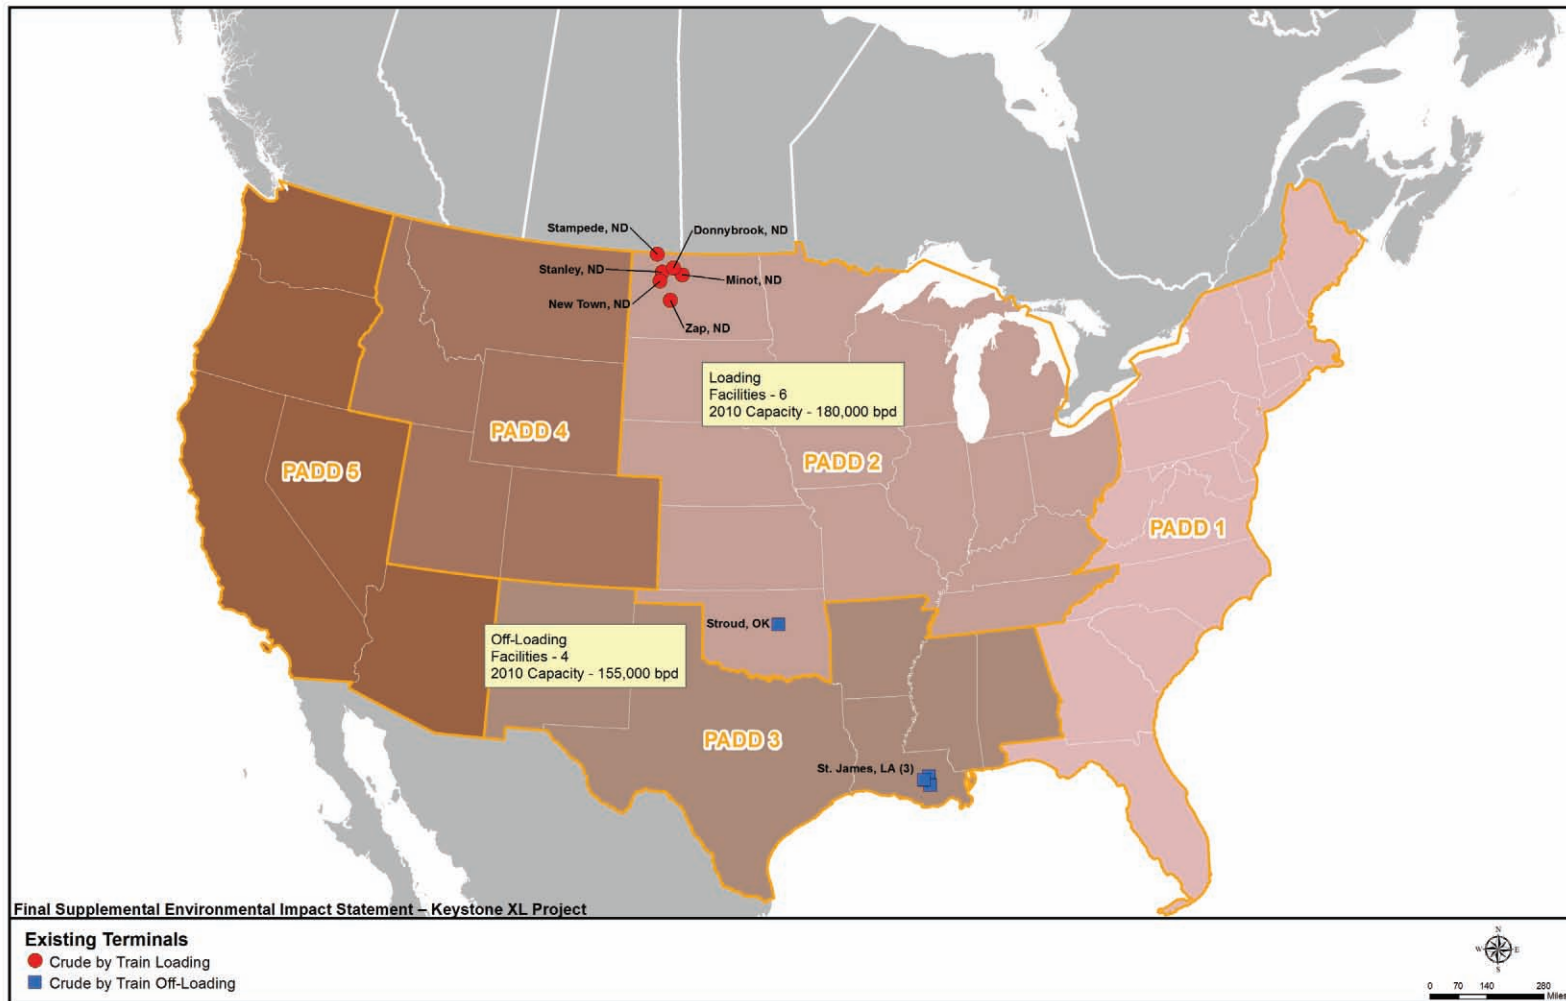 Stampede, ND
Donnybrook, ND
Stanley, ND
Minot, ND
New Town, ND
Zap, ND
Loading
Facilities - 6
2010 Capacity - 180,000 bpd
PADD 4
PADD 2
PADD 5
PADD 1
Stroud, OK
Off-Loading
Facilities - 4
2010 Capacity - 155,000 bpd
PADD 3
St. James, LA (3)
Final Supplemental Environmental Impact Statement – Keystone XL Project
Existing Terminals
Crude by Train Loading
Crude by Train Off-Loading
N
W E
S
0 70 140 280
Miles